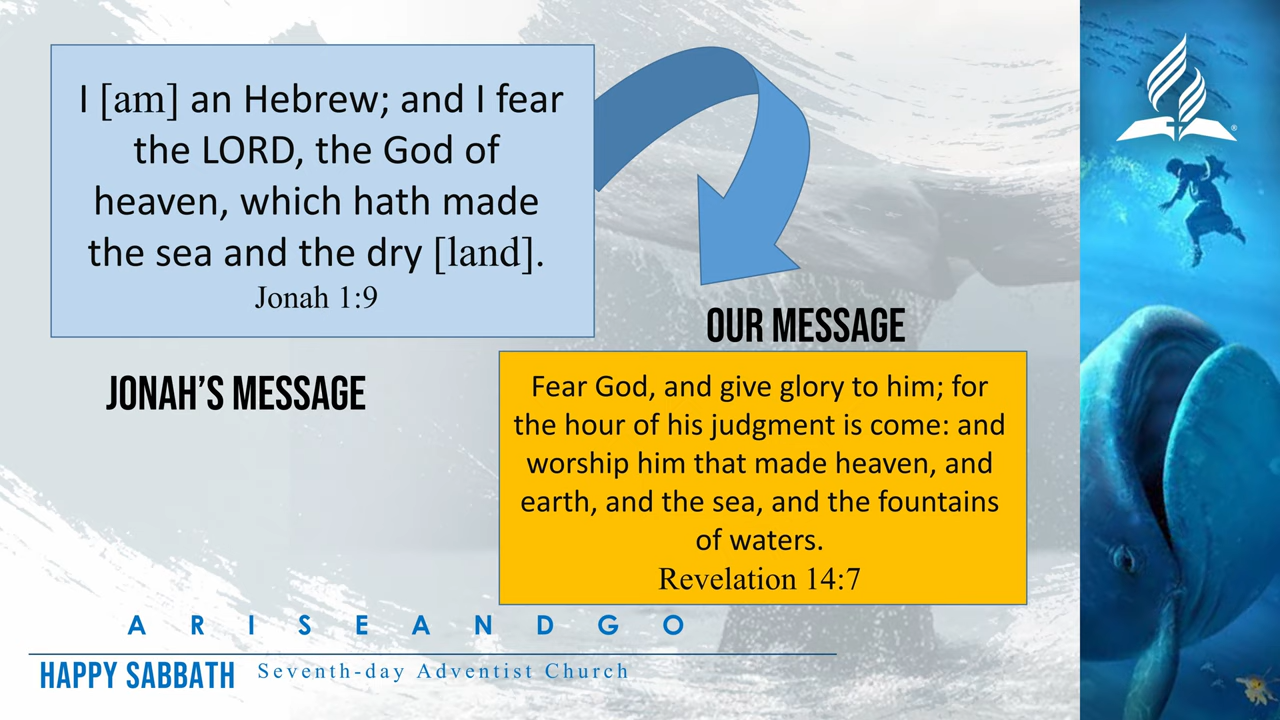 I [am] an Hebrew; and I fear
the LORD, the God of
heaven, which hath made
the sea and the dry [land].
Jonah 1:9
JONAH’S MESSAGE
OUR MESSAGE
Fear God, and give glory to him; for
the hour of his judgment is come: and
worship him that made heaven, and
earth, and the sea, and the fountains
of waters.
Revelation 14:7
A R I S E A N D G O
HAPPY SABBATH Seventh-day Adventist Church
®